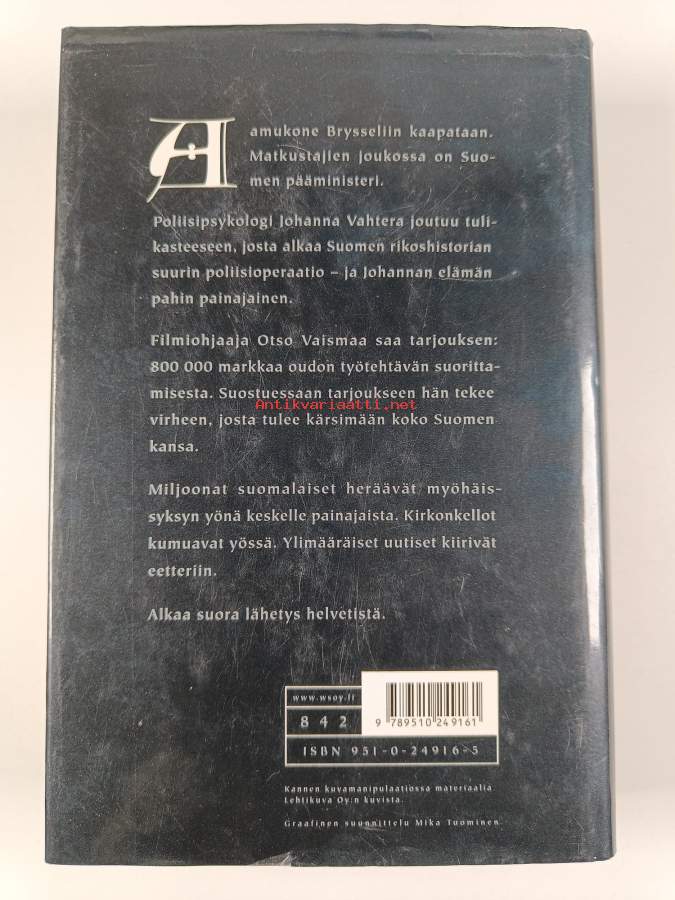 A amukone Brysseliin kaapataan.
Matkustajien joukossa on Suo-
men pääministeri.
Poliisipsykologi Johanna Vahtera joutuu tuli-
kasteeseen, josta alkaa Suomen rikoshistorian
suurin poliisioperaatio – ja Johannan elämän
pahin painajainen.
Filmiohjaaja Otso Vaismaa saa tarjouksen:
800 000 markkaa oudon työtehtävän suoritta-
misesta. Suostuessaan tarjoukseen hän tekee
Antikvariaatti.net
virheen, josta tulee kärsimään koko Suomen
kansa.
Miljoonat suomalaiset heräävät myöhäis-
syksyn yönä keskelle painajaista. Kirkonkellot
kumuavat yössä. Ylimääräiset uutiset kiirivät
eetteriin.
Alkaa suora lähetys helvetistä.
www.wsoy.fi
842
9 789510 249161
ISBN 951-0-24916-5
Kannen kuvamanipulaatiossa materiaalia
Lehtikuva Oy:n kuvista.
Graafinen suunnittelu Mika Tuominen